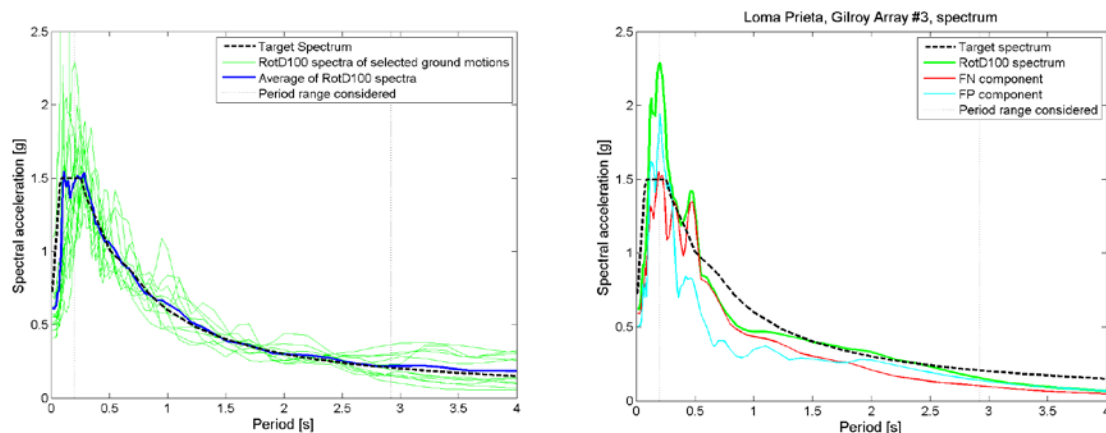 2.5
2
1.5
1
0.5
0
Spectral acceleration [g]
Target Spectrum
RotD100 spectra of selected ground motions
Average of RotD100 spectra
Period range considered
0 0.5 1 1.5 2 2.5 3 3.5 4
Period [s]
Loma Prieta, Gilroy Array #3, spectrum
2.5
2
1.5
1
0.5
0
Spectral acceleration [g]
Target spectrum
RotD100 spectrum
FN component
FP component
Period range considered
0 0.5 1 1.5 2 2.5 3 3.5 4
Period [s]